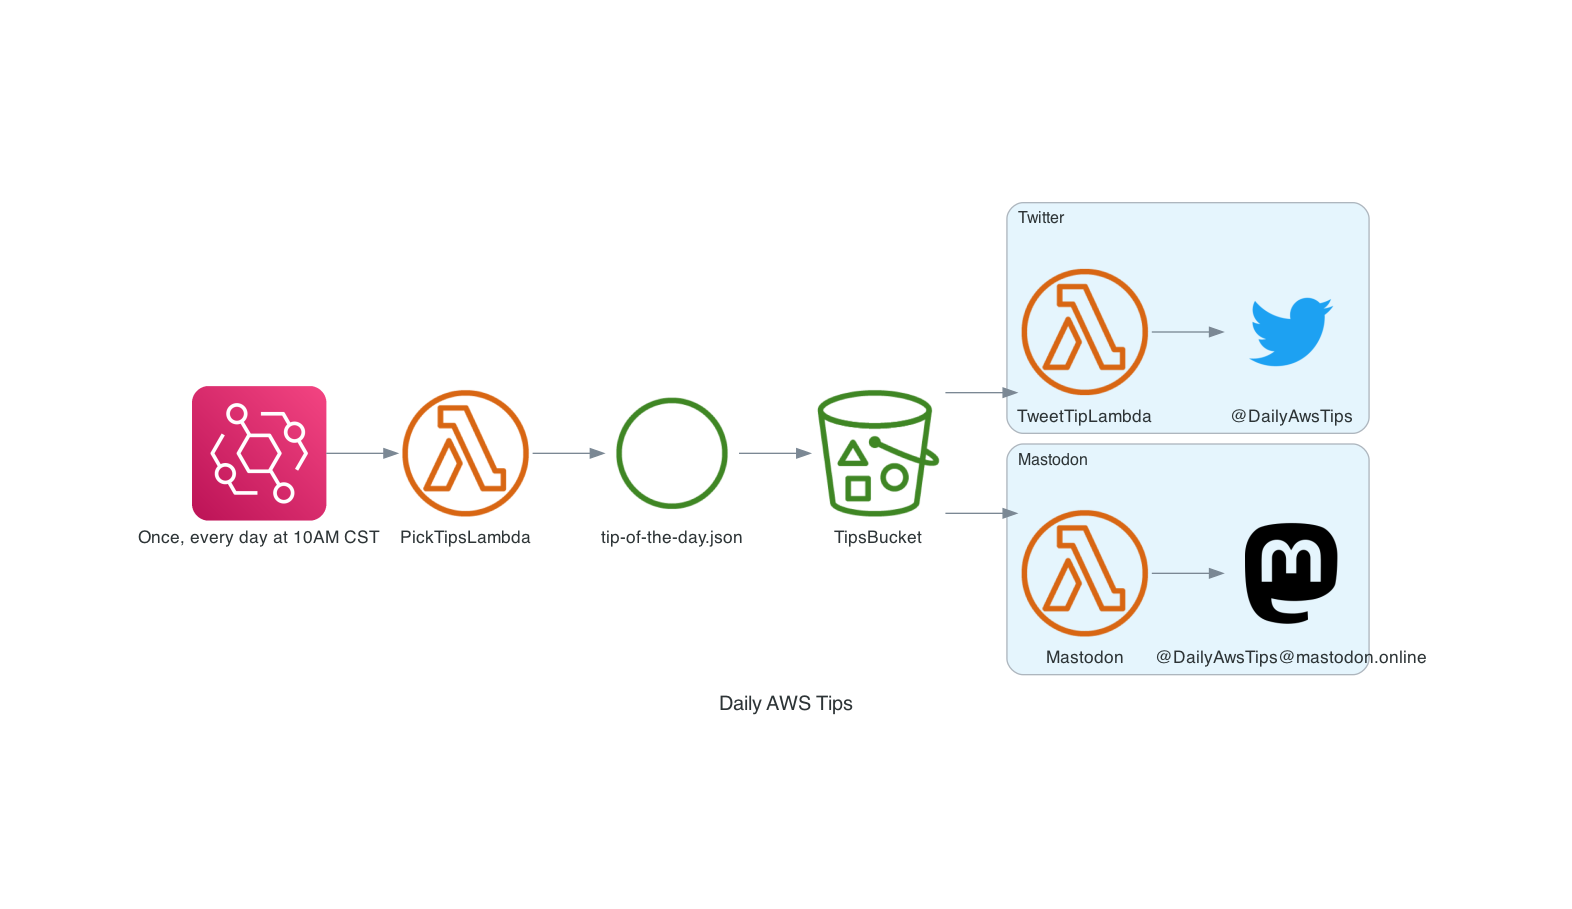 Twitter
TweetTipLambda
@DailyAwsTips
Mastodon
Once, every day at 10AM CST
PickTipsLambda
tip-of-the-day.json
TipsBucket
Mastodon
@DailyAwsTips@mastodon.online
Daily AWS Tips